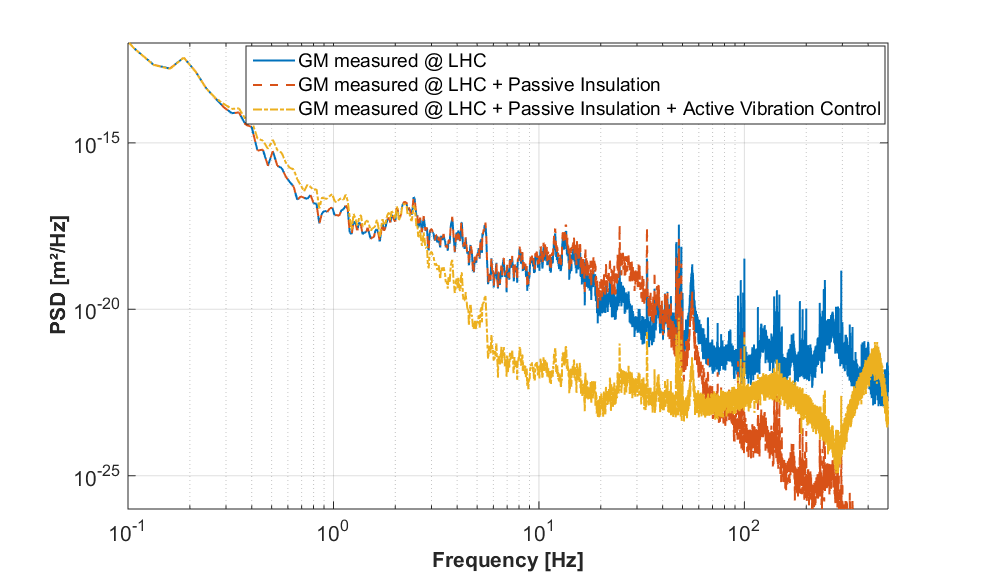 GM measured @ LHC
GM measured @ LHC + Passive Insulation
GM measured @ LHC + Passive Insulation + Active Vibration Control
PSD [m²/Hz]
10^-15
10^-20
10^-25
10^-1 10^0 10^1 10^2
Frequency [Hz]